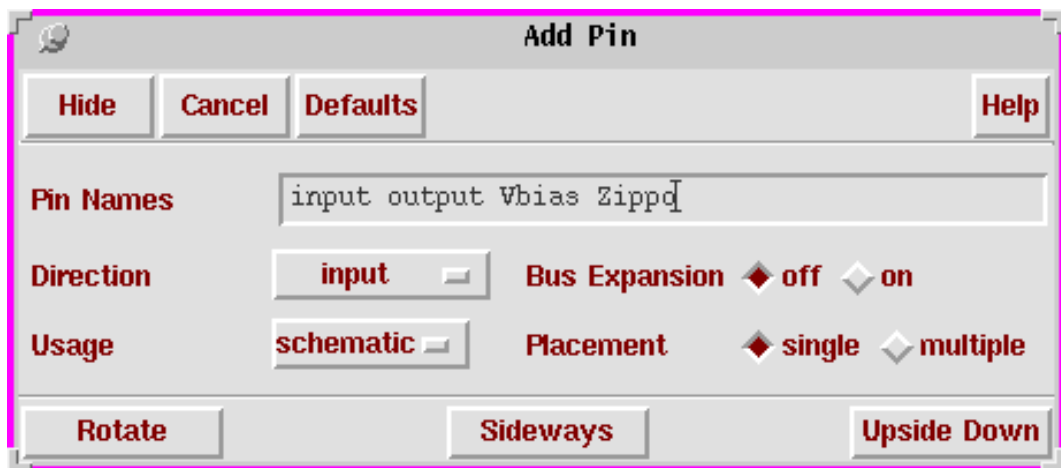 Add Pin
Hide Cancel Defaults Help
Pin Names input output Vbias Zippo
Direction input Bus Expansion off on
Usage schematic Placement single multiple
Rotate Sideways Upside Down